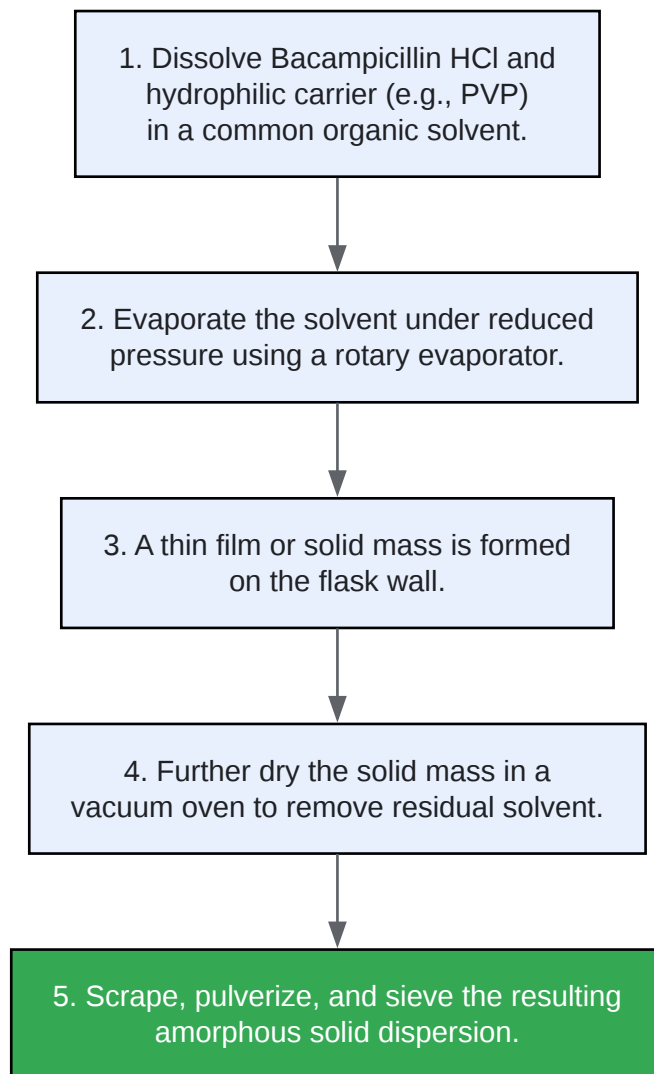 1. Dissolve Bacampicillin HCl and
hydrophilic carrier (e.g., PVP)
in a common organic solvent.
2. Evaporate the solvent under reduced
pressure using a rotary evaporator.
3. A thin film or solid mass is formed
on the flask wall.
4. Further dry the solid mass in a
vacuum oven to remove residual solvent.
5. Scrape, pulverize, and sieve the resulting
amorphous solid dispersion.